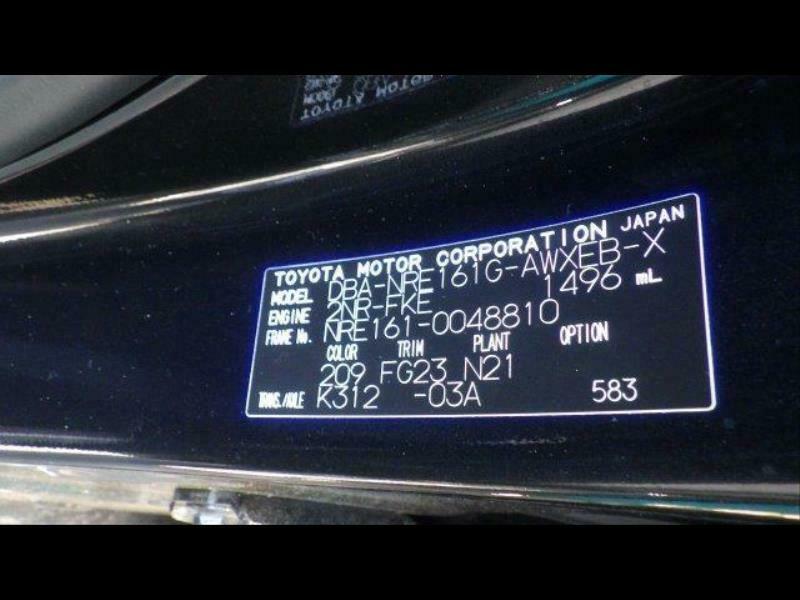 TOYOTA MOTOR CORPORATION JAPAN
MODEL DBA-NRE161G-AWXEB-X
ENGINE 2NR-FKE 1496 mL
FRAME No. NRE161-0048810
COLOR TRIM PLANT OPTION
209 FG23 N21
TRANS./AXLE K312 -03A 583